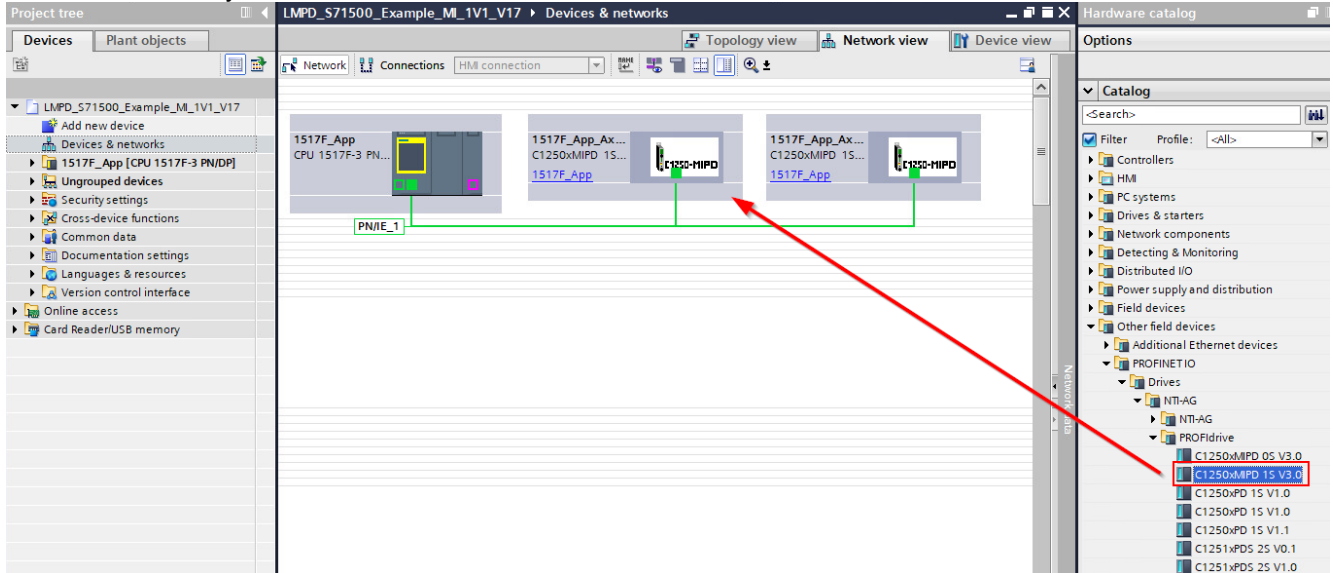 Project tree
Devices
Plant objects
LMPD_S71500_Example_MI_1V1_V17
Add new device
Devices & networks
1517F_App [CPU 1517F-3 PN/DP]
Ungrouped devices
Security settings
Cross-device functions
Common data
Documentation settings
Languages & resources
Version control interface
Online access
Card Reader/USB memory
LMPD_S71500_Example_MI_1V1_V17 ▸ Devices & networks
Topology view
Network view
Device view
Network
Connections
HMI connection
1517F_App
CPU 1517F-3 PN...
1517F_App_Ax...
C1250xMIPD 1S...
1517F_App
C1250-MIPD
1517F_App_Ax...
C1250xMIPD 1S...
1517F_App
C1250-MIPD
PN/IE_1
Network data
Hardware catalog
Options
Catalog
<Search>
Filter
Profile:
<All>
Controllers
HMI
PC systems
Drives & starters
Network components
Detecting & Monitoring
Distributed I/O
Power supply and distribution
Field devices
Other field devices
Additional Ethernet devices
PROFINET IO
Drives
NTI-AG
NTI-AG
PROFIdrive
C1250xMIPD 0S V3.0
C1250xMIPD 1S V3.0
C1250xPD 1S V1.0
C1250xPD 1S V1.0
C1250xPD 1S V1.1
C1251xPDS 2S V0.1
C1251xPDS 2S V1.0